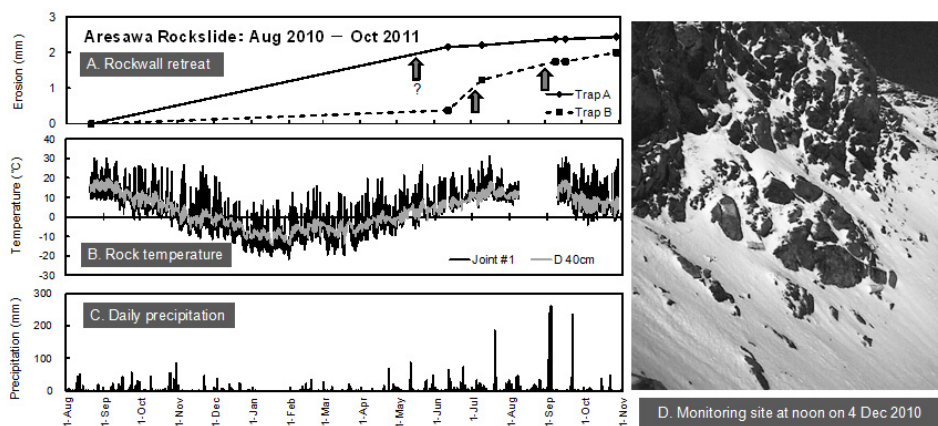 Aresawa Rockslide: Aug 2010 — Oct 2011
A. Rockwall retreat
Erosion (mm)
3
2
1
0
?
Trap A
Trap B
Temperature (℃)
40
30
20
10
0
-10
-20
-30
B. Rock temperature
Joint #1
D 40cm
Precipitation (mm)
300
200
100
0
C. Daily precipitation
1-Aug
1-Sep
1-Oct
1-Nov
1-Dec
1-Jan
1-Feb
1-Mar
1-Apr
1-May
1-Jun
1-Jul
1-Aug
1-Sep
1-Oct
1-Nov
D. Monitoring site at noon on 4 Dec 2010